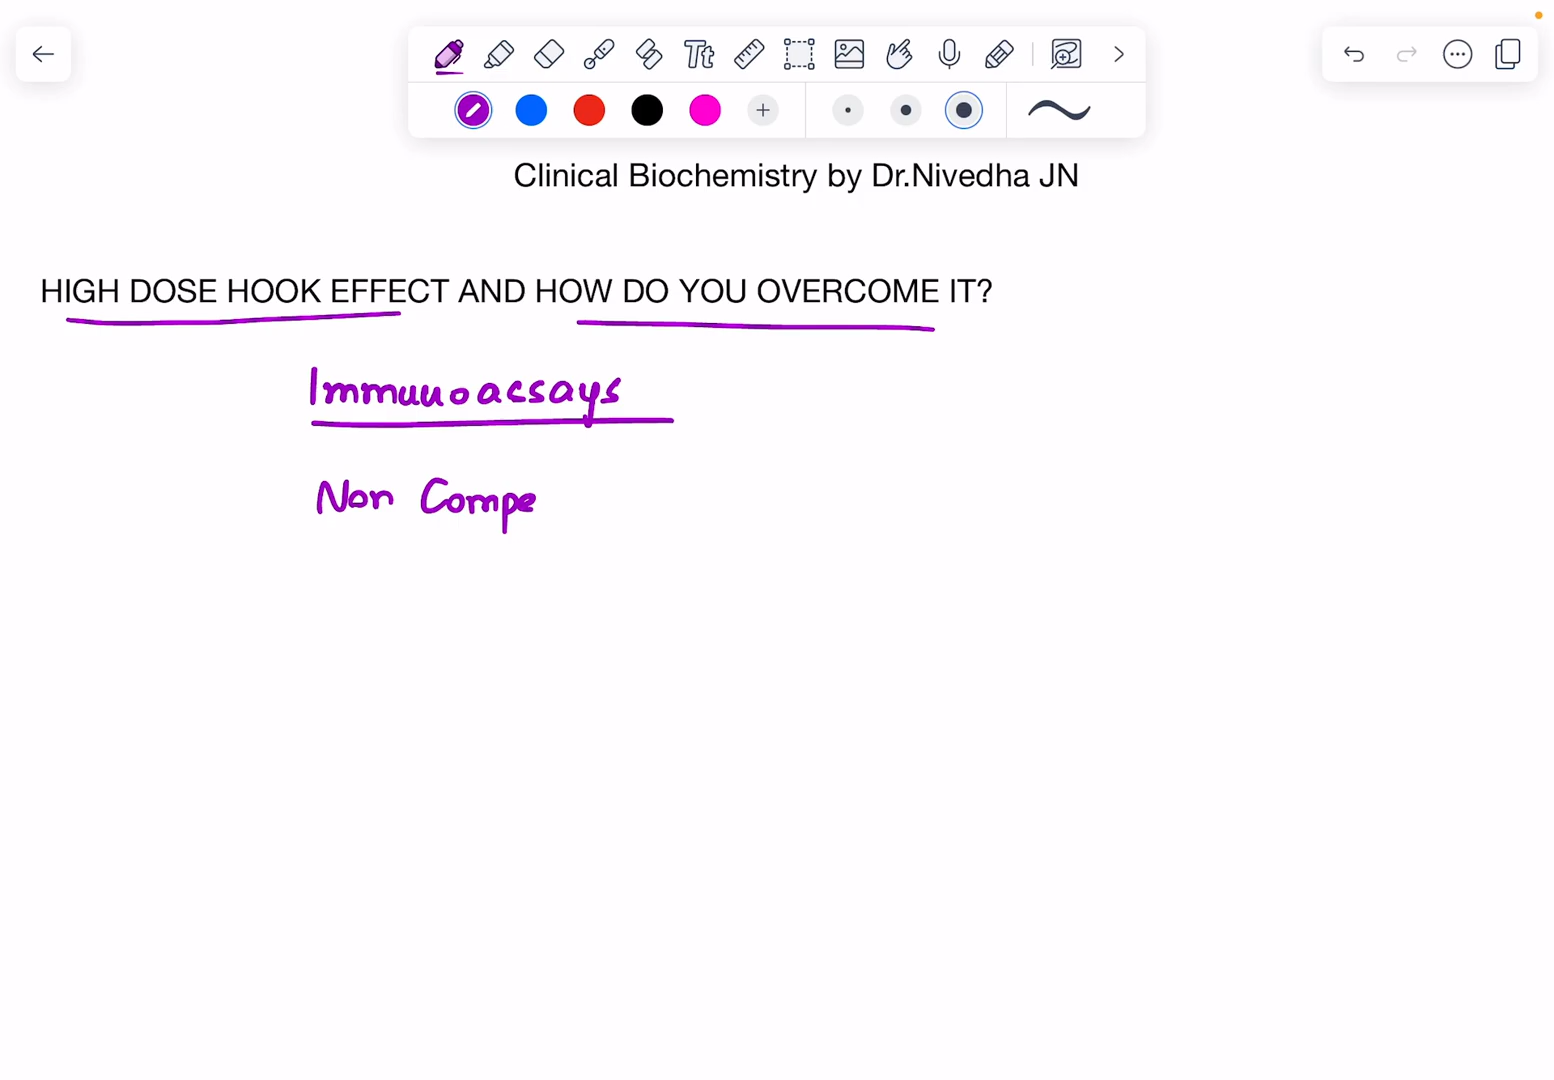 Tt
Clinical Biochemistry by Dr.Nivedha JN
HIGH DOSE HOOK EFFECT AND HOW DO YOU OVERCOME IT?
Immunoassays
Non Compe